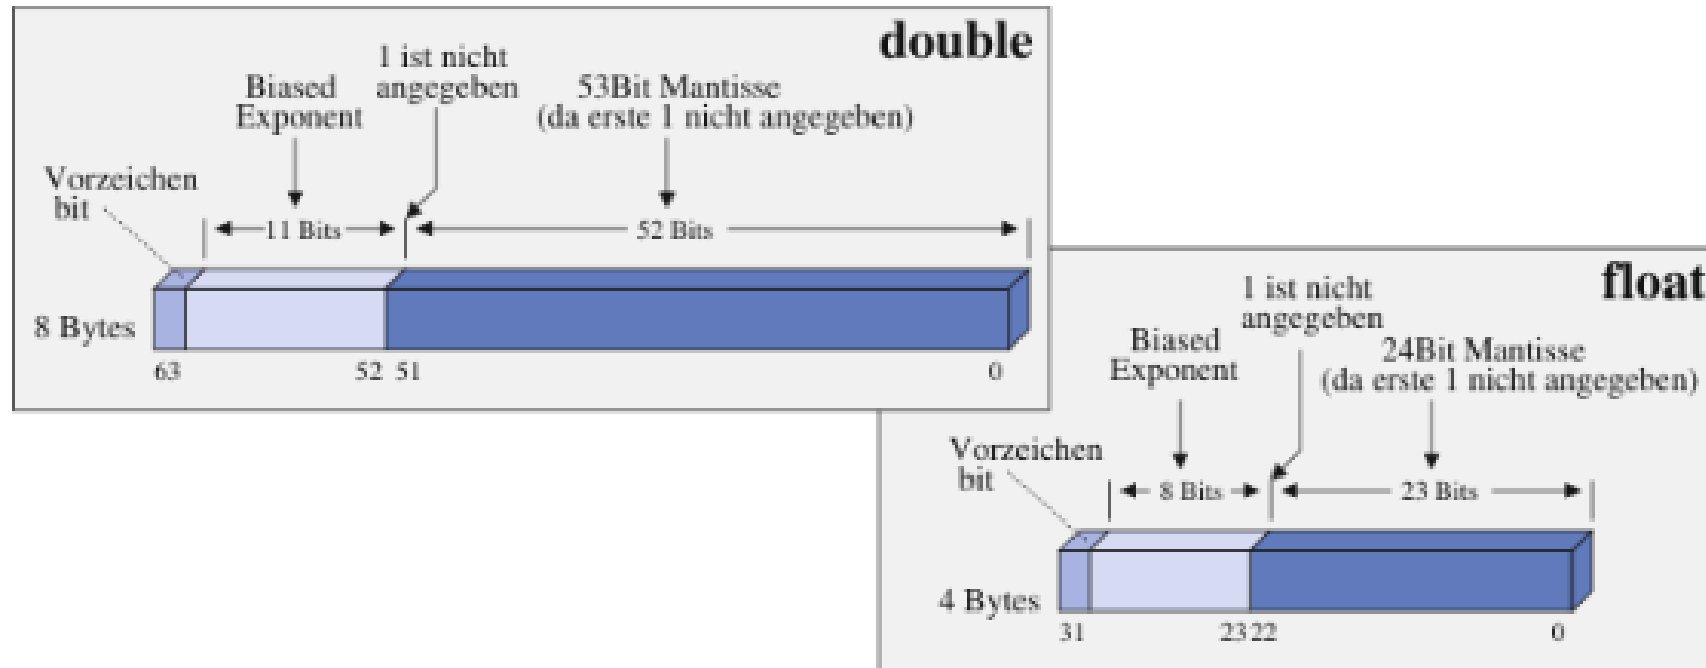 double
1 ist nicht
angegeben
Biased
Exponent
53Bit Mantisse
(da erste 1 nicht angegeben)
Vorzeichen
bit
11 Bits
52 Bits
8 Bytes
63
52
51
0
float
1 ist nicht
angegeben
Biased
Exponent
24Bit Mantisse
(da erste 1 nicht angegeben)
Vorzeichen
bit
8 Bits
23 Bits
4 Bytes
31
23
22
0